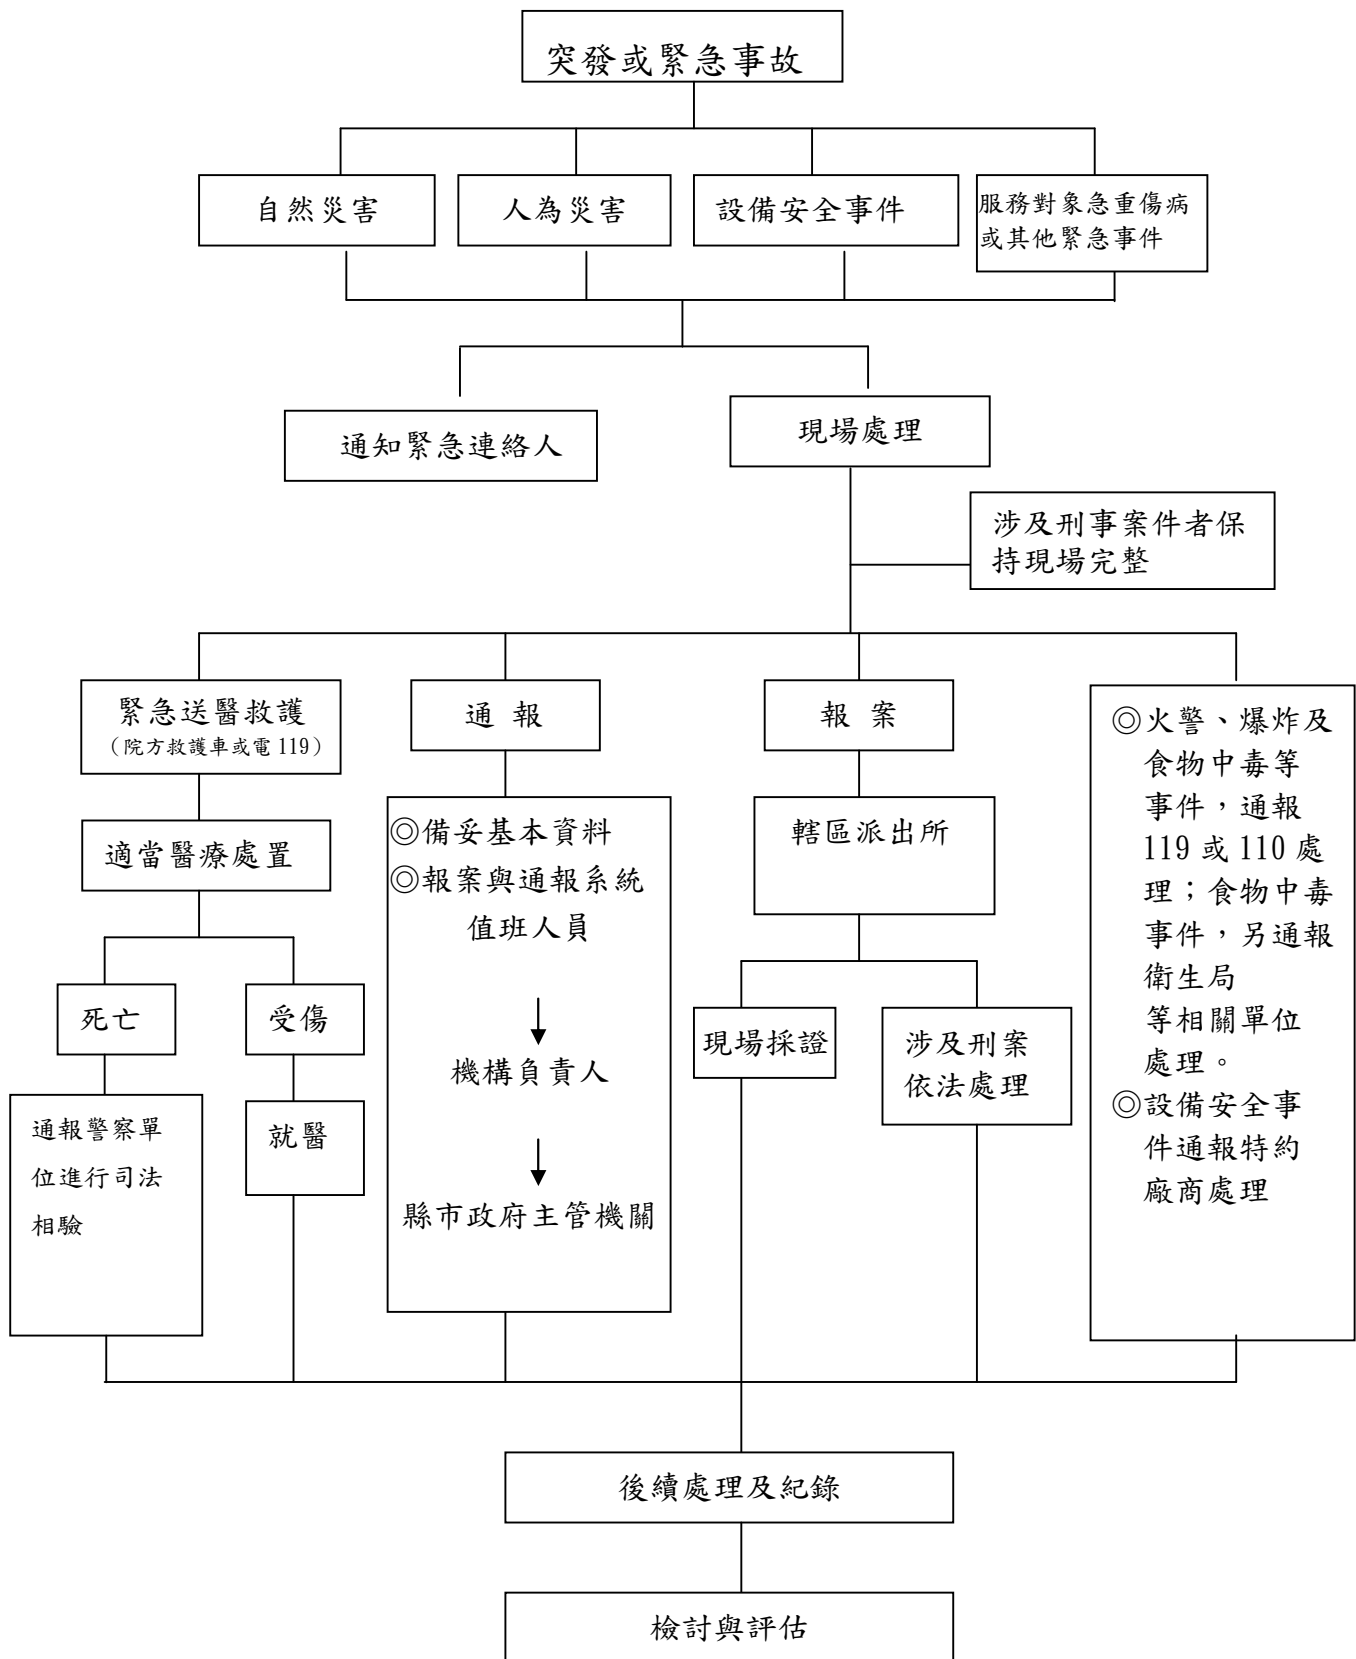 突發或緊急事故
自然災害
人為災害
設備安全事件
服務對象急重傷病
或其他緊急事件
通知緊急連絡人
現場處理
涉及刑事案件者保
持現場完整
緊急送醫救護
（院方救護車或電 119）
通 報
報 案
◎火警、爆炸及
食物中毒等
事件，通報
119 或 110 處
理；食物中毒
事件，另通報
衛生局
等相關單位
處理。
◎設備安全事
件通報特約
廠商處理
適當醫療處置
◎備妥基本資料
◎報案與通報系統
值班人員
機構負責人
縣市政府主管機關
轄區派出所
死亡
受傷
現場採證
涉及刑案
依法處理
通報警察單
位進行司法
相驗
就醫
後續處理及紀錄
檢討與評估